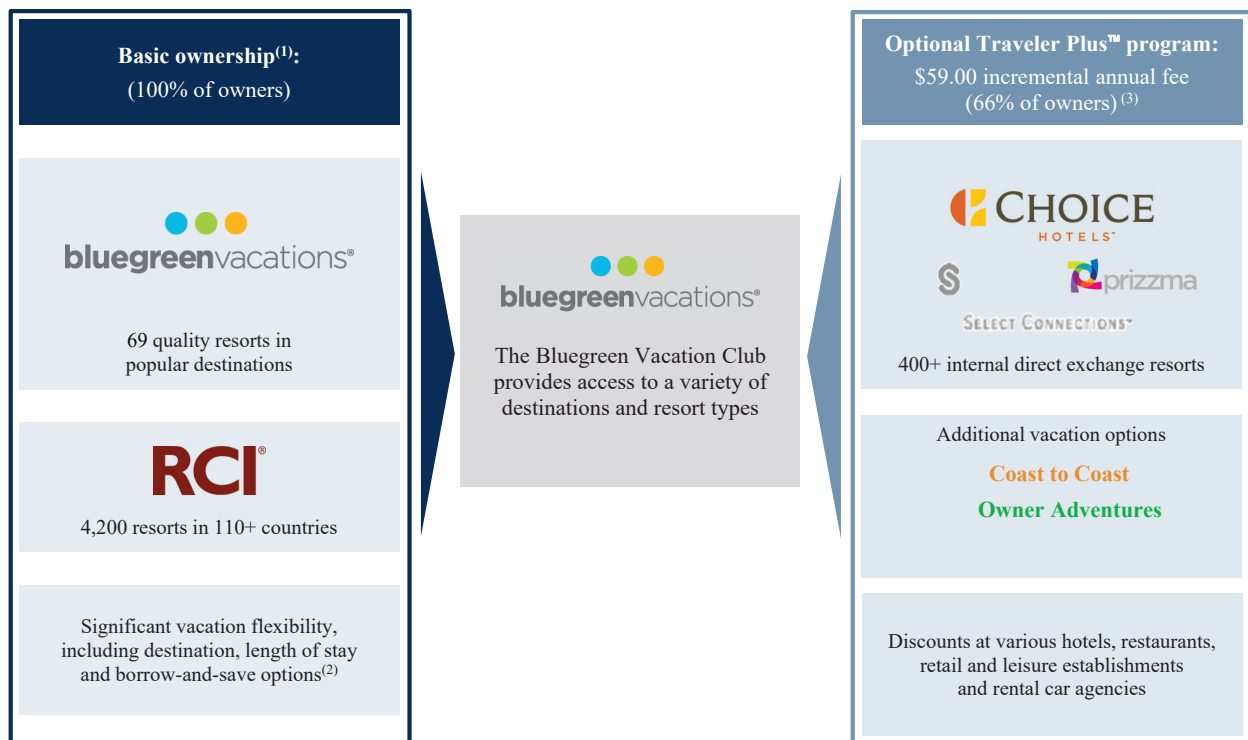 Basic ownership(1):
(100% of owners)
bluegreenvacations®
69 quality resorts in
popular destinations
RCI®
4,200 resorts in 110+ countries
Significant vacation flexibility,
including destination, length of stay
and borrow-and-save options(2)
bluegreenvacations®
The Bluegreen Vacation Club
provides access to a variety of
destinations and resort types
Optional Traveler Plus™ program:
$59.00 incremental annual fee
(66% of owners) (3)
CHOICE
HOTELS™
S
prizzma
SELECT CONNECTIONS™
400+ internal direct exchange resorts
Additional vacation options
Coast to Coast
Owner Adventures
Discounts at various hotels, restaurants,
retail and leisure establishments
and rental car agencies